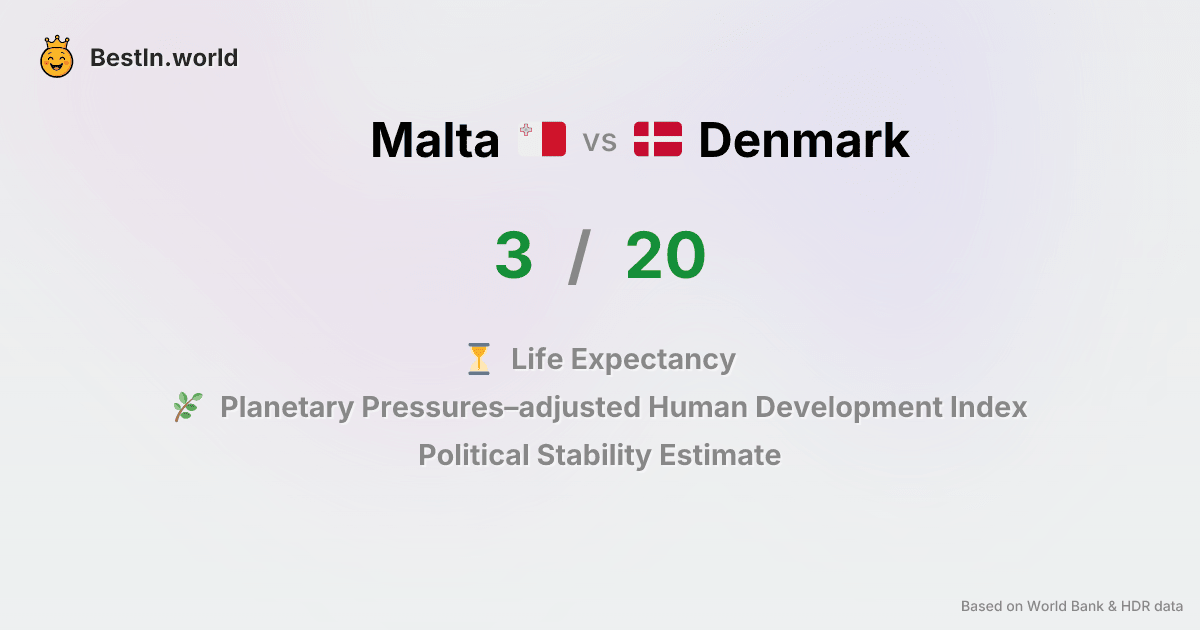 BestIn.world
Malta vs Denmark
3 / 20
Life Expectancy
Planetary Pressures–adjusted Human Development Index
Political Stability Estimate
Based on World Bank & HDR data